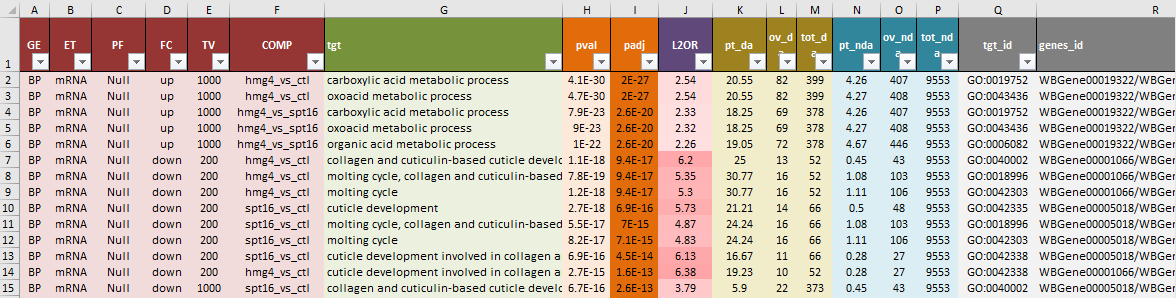 A B C D E F G H I J K L M N O P Q R
1 GE ET PF FC TV COMP tgt pval padj L2OR pt_da ov_da tot_da pt_nda ov_nda tot_nda tgt_id genes_id
2 BP mRNA Null up 1000 hmg4_vs_ctl carboxylic acid metabolic process 4.1E-30 2E-27 2.54 20.55 82 399 4.26 407 9553 GO:0019752 WBGene00019322/WBGer
3 BP mRNA Null up 1000 hmg4_vs_ctl oxoacid metabolic process 4.7E-30 2E-27 2.54 20.55 82 399 4.27 408 9553 GO:0043436 WBGene00019322/WBGer
4 BP mRNA Null up 1000 hmg4_vs_spt16 carboxylic acid metabolic process 7.9E-23 2.6E-20 2.33 18.25 69 378 4.26 407 9553 GO:0019752 WBGene00019322/WBGer
5 BP mRNA Null up 1000 hmg4_vs_spt16 oxoacid metabolic process 9E-23 2.6E-20 2.32 18.25 69 378 4.27 408 9553 GO:0043436 WBGene00019322/WBGer
6 BP mRNA Null up 1000 hmg4_vs_spt16 organic acid metabolic process 1E-22 2.6E-20 2.26 19.05 72 378 4.67 446 9553 GO:0006082 WBGene00019322/WBGer
7 BP mRNA Null down 200 hmg4_vs_ctl collagen and cuticulin-based cuticle develo 1.1E-18 9.4E-17 6.2 25 13 52 0.45 43 9553 GO:0040002 WBGene00001066/WBGer
8 BP mRNA Null down 200 hmg4_vs_ctl molting cycle, collagen and cuticulin-based 7.8E-19 9.4E-17 5.35 30.77 16 52 1.08 103 9553 GO:0018996 WBGene00001066/WBGer
9 BP mRNA Null down 200 hmg4_vs_ctl molting cycle 1.2E-18 9.4E-17 5.3 30.77 16 52 1.11 106 9553 GO:0042303 WBGene00001066/WBGer
10 BP mRNA Null down 200 spt16_vs_ctl cuticle development 2.7E-18 6.9E-16 5.73 21.21 14 66 0.5 48 9553 GO:0042335 WBGene00005018/WBGer
11 BP mRNA Null down 200 spt16_vs_ctl molting cycle, collagen and cuticulin-based 5.5E-17 7E-15 4.87 24.24 16 66 1.08 103 9553 GO:0018996 WBGene00005018/WBGer
12 BP mRNA Null down 200 spt16_vs_ctl molting cycle 8.2E-17 7.1E-15 4.83 24.24 16 66 1.11 106 9553 GO:0042303 WBGene00005018/WBGer
13 BP mRNA Null down 200 spt16_vs_ctl cuticle development involved in collagen a 6.9E-16 4.5E-14 6.13 16.67 11 66 0.28 27 9553 GO:0042338 WBGene00005018/WBGer
14 BP mRNA Null down 200 hmg4_vs_ctl cuticle development involved in collagen a 2.7E-15 1.6E-13 6.38 19.23 10 52 0.28 27 9553 GO:0042338 WBGene00001066/WBGer
15 BP mRNA Null down 1000 spt16_vs_ctl collagen and cuticulin-based cuticle develo 6.7E-16 2.6E-13 3.79 5.9 22 373 0.45 43 9553 GO:0040002 WBGene00005018/WBGer